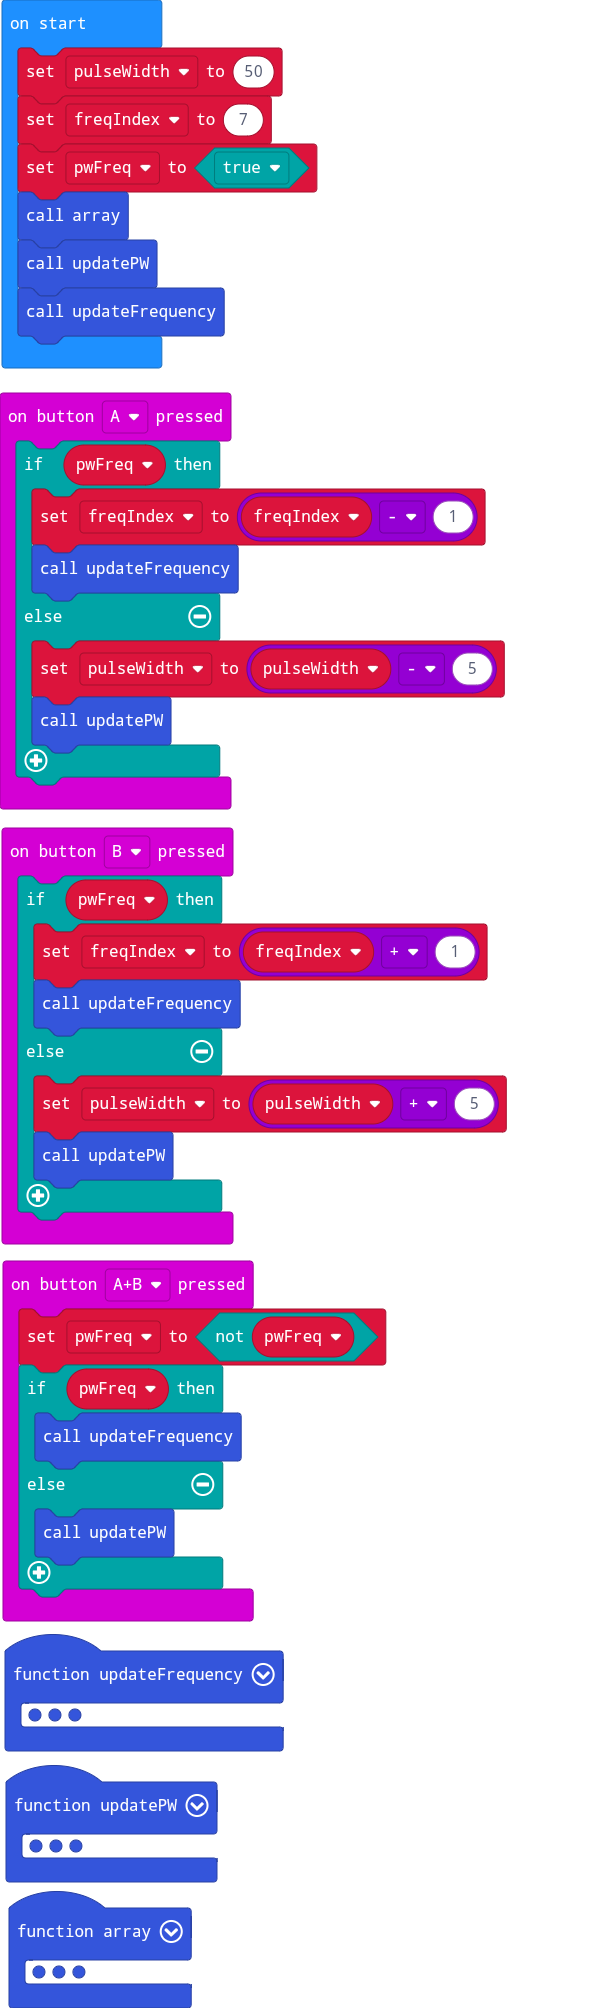 on start
set pulseWidth to 50
set freqIndex to 7
set pwFreq to true
call array
call updatePW
call updateFrequency
on button A pressed
if pwFreq then
set freqIndex to freqIndex - 1
call updateFrequency
else
set pulseWidth to pulseWidth - 5
call updatePW
on button B pressed
if pwFreq then
set freqIndex to freqIndex + 1
call updateFrequency
else
set pulseWidth to pulseWidth + 5
call updatePW
on button A+B pressed
set pwFreq to not pwFreq
if pwFreq then
call updateFrequency
else
call updatePW
function updateFrequency
function updatePW
function array